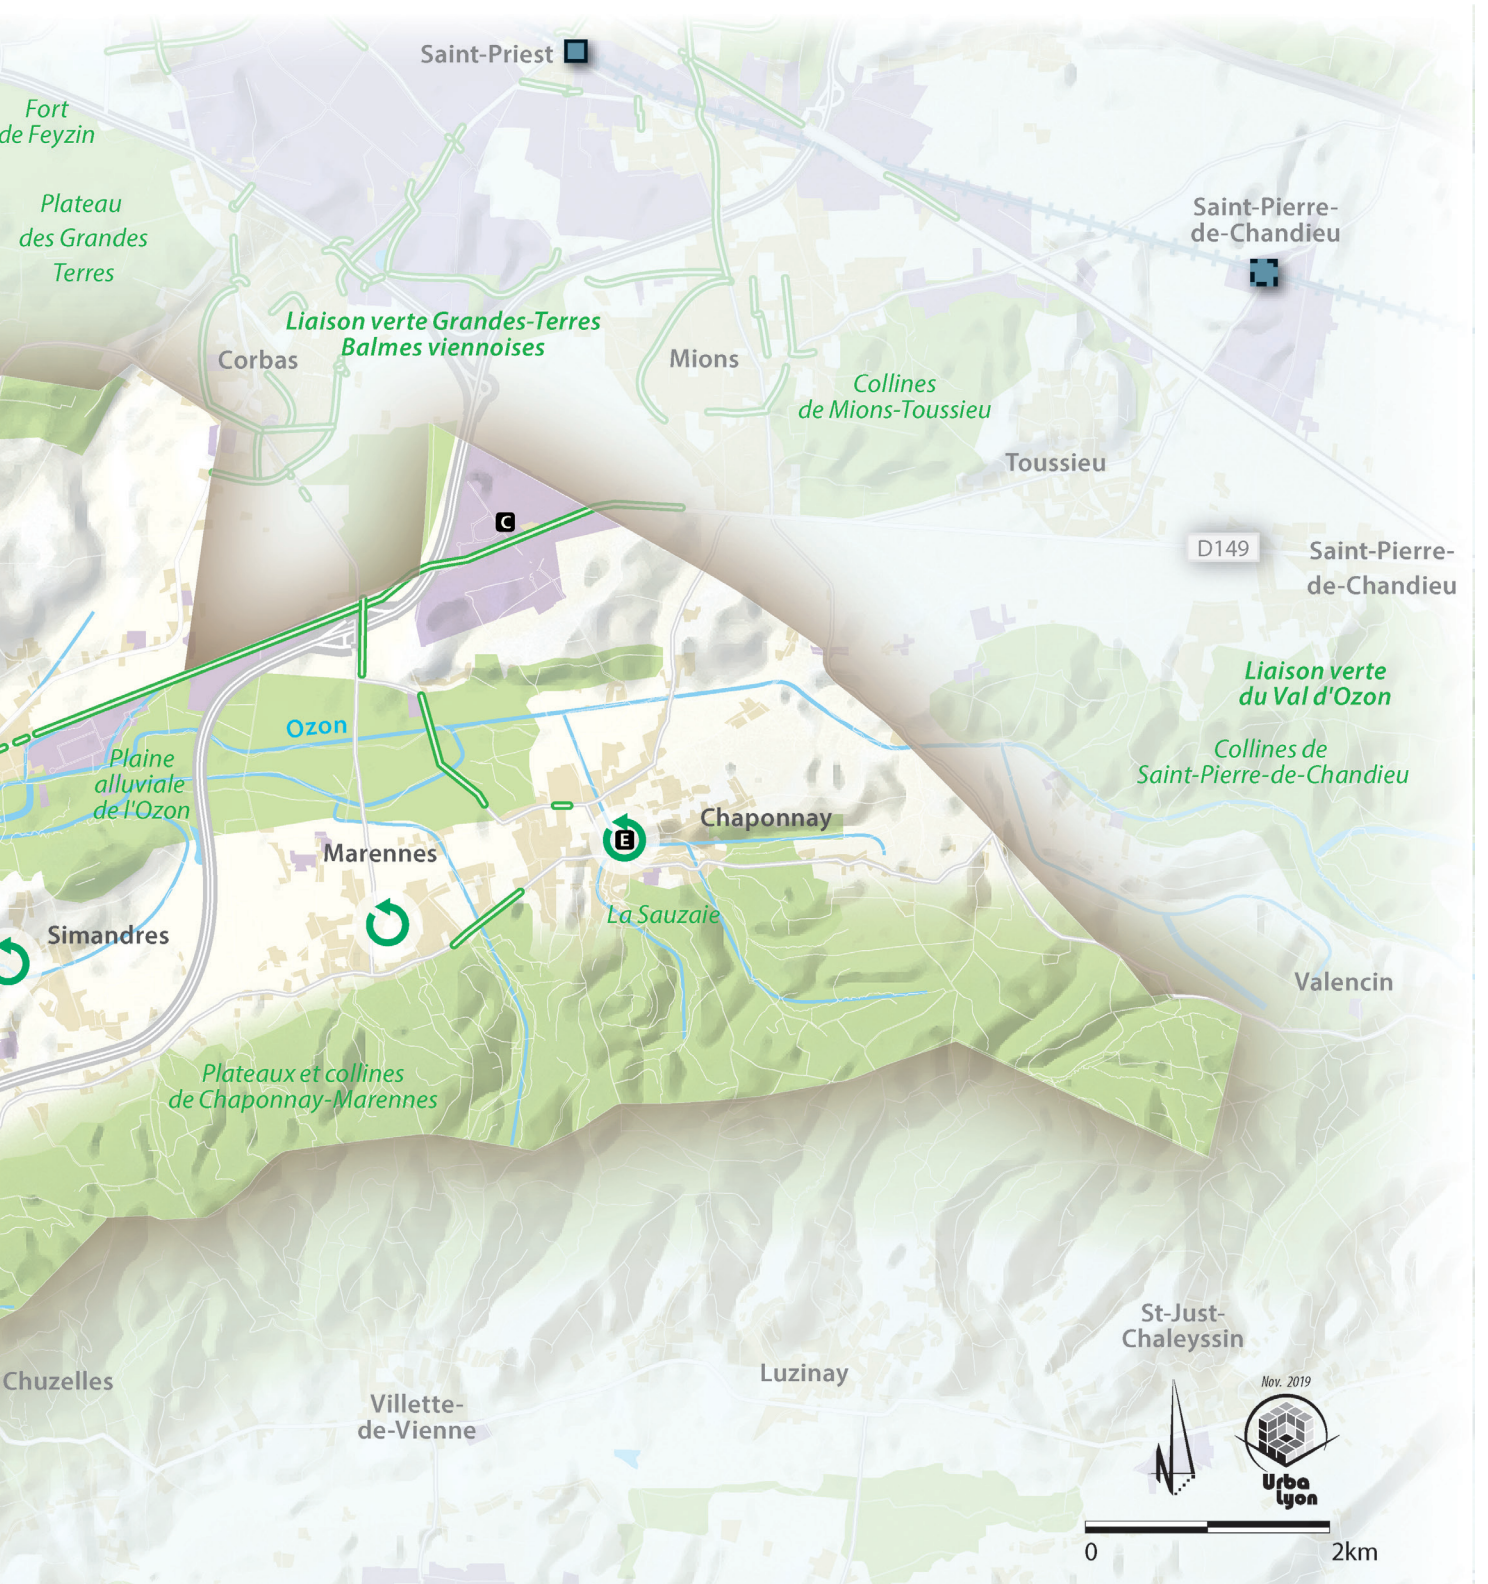 Saint-Priest
Fort
de Feyzin
Plateau
des Grandes
Terres
Saint-Pierre-
de-Chandieu
Liaison verte Grandes-Terres
Balmes viennoises
Corbas
Mions
Collines
de Mions-Toussieu
Toussieu
C
D149
Saint-Pierre-
de-Chandieu
Liaison verte
du Val d'Ozon
Ozon
Plaine
alluviale
de l'Ozon
Collines de
Saint-Pierre-de-Chandieu
Chaponnay
E
Marennes
La Sauzaie
Simandres
Valencin
Plateaux et collines
de Chaponnay-Marennes
St-Just-
Chaleyssin
Chuzelles
Luzinay
Villette-
de-Vienne
Nov. 2019
N
Urba
Lyon
0
2km